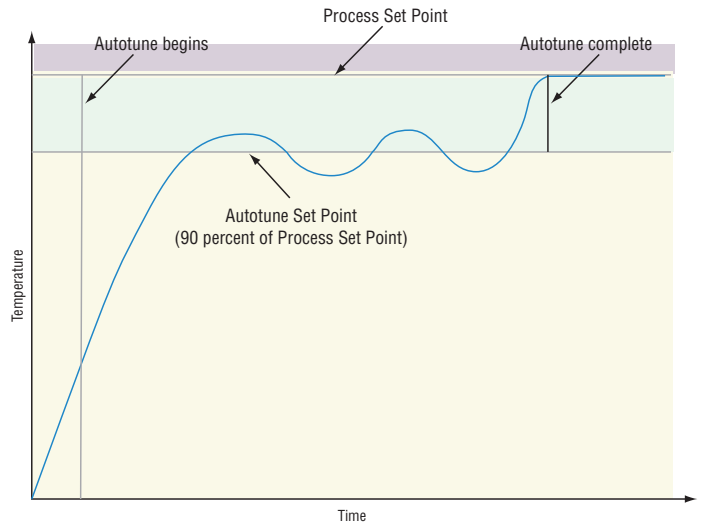 Process Set Point
Autotune begins
Autotune complete
Autotune Set Point
(90 percent of Process Set Point)
Temperature
Time